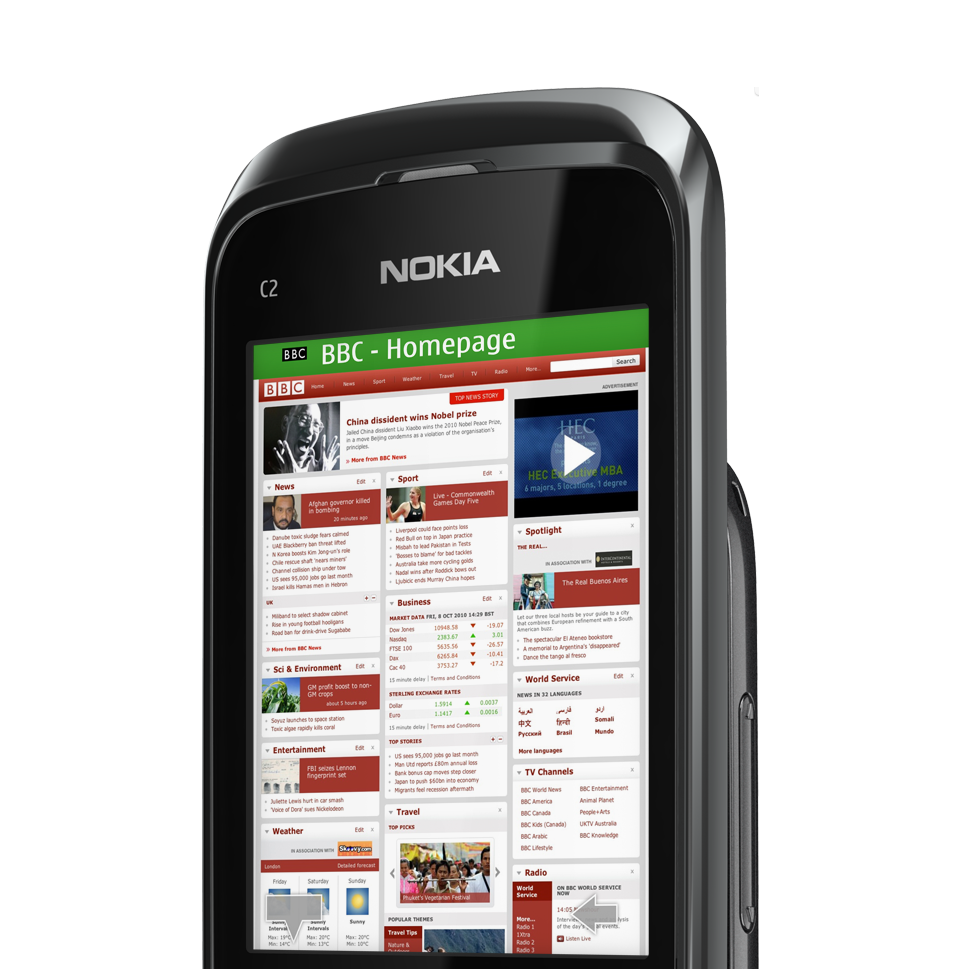 NOKIA
C2
BBC BBC - Homepage
BBC Home News Sport Weather Travel TV Radio More... Search
TOP NEWS STORY
China dissident wins Nobel prize
Jailed China dissident Liu Xiaobo wins the 2010 Nobel Peace Prize,
in a move Beijing condemns as a violation of the organisation's
principles.
» More from BBC News
ADVERTISEMENT
HEC
PARIS
HEC Executive MBA
6 majors, 5 locations, 1 degree
News Edit x
Afghan governor killed
in bombing
20 minutes ago
Danube toxic sludge fears calmed
UAE Blackberry ban threat lifted
N Korea boosts Kim Jong-un's role
Chile rescue shaft 'nears miners'
Channel collision ship under tow
US sees 95,000 jobs go last month
Israel kills Hamas men in Hebron
UK + -
Miliband to select shadow cabinet
Rise in young football hooligans
Road ban for drink-drive Sugababe
» More from BBC News
Sci & Environment Edit x
GM profit boost to non-
GM crops
about 5 hours ago
Soyuz launches to space station
Toxic algae rapidly kills coral
Entertainment Edit x
FBI seizes Lennon
fingerprint set
Juliette Lewis hurt in car smash
'Voice of Dora' sues Nickelodeon
Weather Edit x
IN ASSOCIATION WITH
London Detailed forecast
Friday Saturday Sunday
Sunny
Intervals
Sunny
Intervals
Sunny
Max: 19°C Max: 20°C Max: 20°C
Min: 14°C Min: 13°C Min: 10°C
Sport Edit x
Live - Commonwealth
Games Day Five
Liverpool could face points loss
Red Bull on top in Japan practice
Misbah to lead Pakistan in Tests
'Bosses to blame' for bad tackles
Australia take more cycling golds
Nadal wins after Roddick bows out
Ljubicic ends Murray China hopes
Business Edit x
MARKET DATA FRI, 8 OCT 2010 14:29 BST
Dow Jones 10948.58 ▼ -19.07
Nasdaq 2383.67 ▲ 3.01
FTSE 100 5635.56 ▼ -26.57
Dax 6265.84 ▼ -10.41
Cac 40 3753.27 ▼ -17.2
15 minute delay | Terms and Conditions
STERLING EXCHANGE RATES
Dollar 1.5914 ▲ 0.0037
Euro 1.1417 ▲ 0.0016
15 minute delay | Terms and Conditions
TOP STORIES + -
US sees 95,000 jobs go last month
Man Utd reports £80m annual loss
Bank bonus cap moves step closer
Japan to push $60bn into economy
Migrants feel recession aftermath
Travel x
TOP PICKS
Phuket's Vegetarian Festival
POPULAR THEMES
Travel Tips
Nature &
Outdoors
Spotlight x
THE REAL...
IN ASSOCIATION WITH INTERCONTINENTAL
The Real Buenos Aires
Let our three local hosts be your guide to a city
that combines European refinement with a South
American buzz.
The spectacular El Ateneo bookstore
A memorial to Argentina's 'disappeared'
Dance the tango al fresco
World Service Edit x
NEWS IN 32 LANGUAGES
العربية فارسی اردو
中文 हिन्दी Somali
Русский Brasil Mundo
More languages
TV Channels x
BBC World News BBC Entertainment
BBC America Animal Planet
BBC Canada People+Arts
BBC Kids (Canada) UKTV Australia
BBC Arabic BBC Knowledge
BBC Lifestyle
Radio x
World
Service
More...
Radio 1
1Xtra
Radio 2
Radio 3
ON BBC WORLD SERVICE
NOW
14:05
of the day's events.
Listen Live